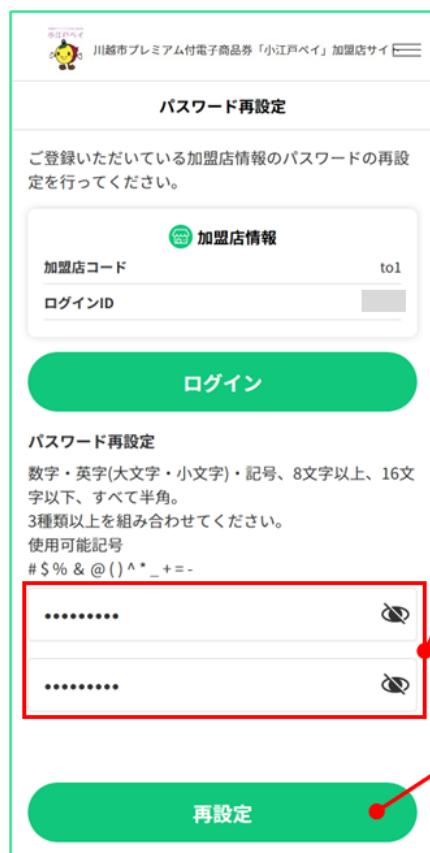 小江戸ペイ
川越市プレミアム付電子商品券「小江戸ペイ」加盟店サイ
パスワード再設定
ご登録いただいている加盟店情報のパスワードの再設
定を行ってください。
加盟店情報
加盟店コード to1
ログインID
ログイン
パスワード再設定
数字・英字(大文字・小文字)・記号、8文字以上、16文
字以下、すべて半角。
3種類以上を組み合わせてください。
使用可能記号
# $ % & @ ( ) ^ * _ + = -
•••••••••
•••••••••
再設定